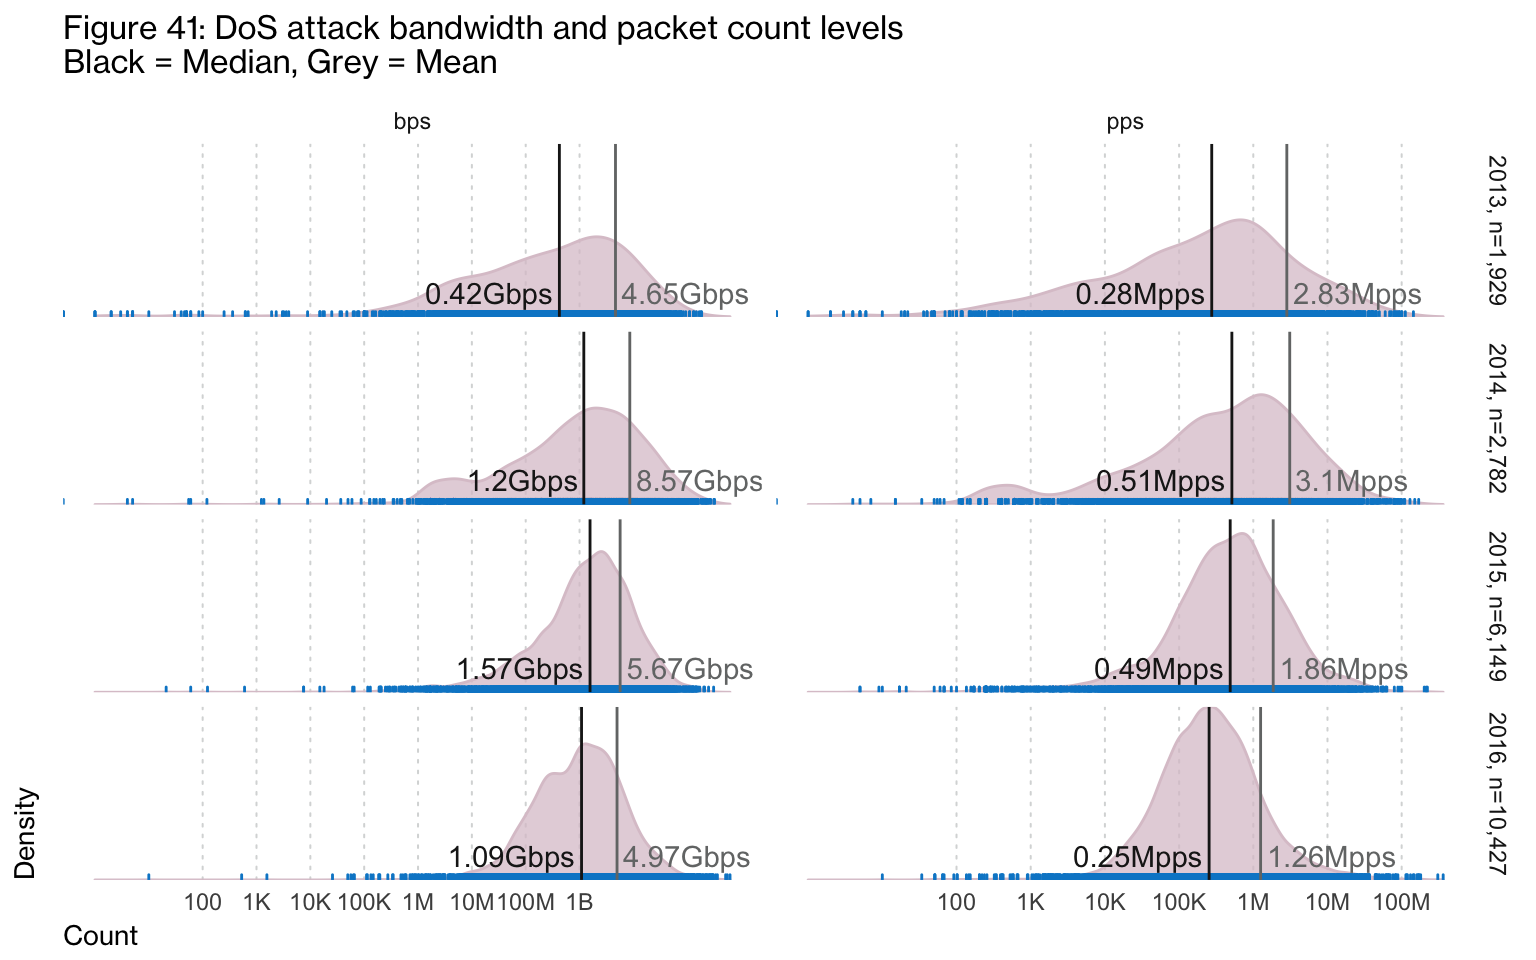 Figure 41: DoS attack bandwidth and packet count levels
Black = Median, Grey = Mean
bps
pps
0.42Gbps 4.65Gbps
0.28Mpps 2.83Mpps
2013, n=1,929
1.2Gbps 8.57Gbps
0.51Mpps 3.1Mpps
2014, n=2,782
1.57Gbps 5.67Gbps
0.49Mpps 1.86Mpps
2015, n=6,149
1.09Gbps 4.97Gbps
0.25Mpps 1.26Mpps
2016, n=10,427
Density
100 1K 10K 100K 1M 10M 100M 1B
100 1K 10K 100K 1M 10M 100M
Count